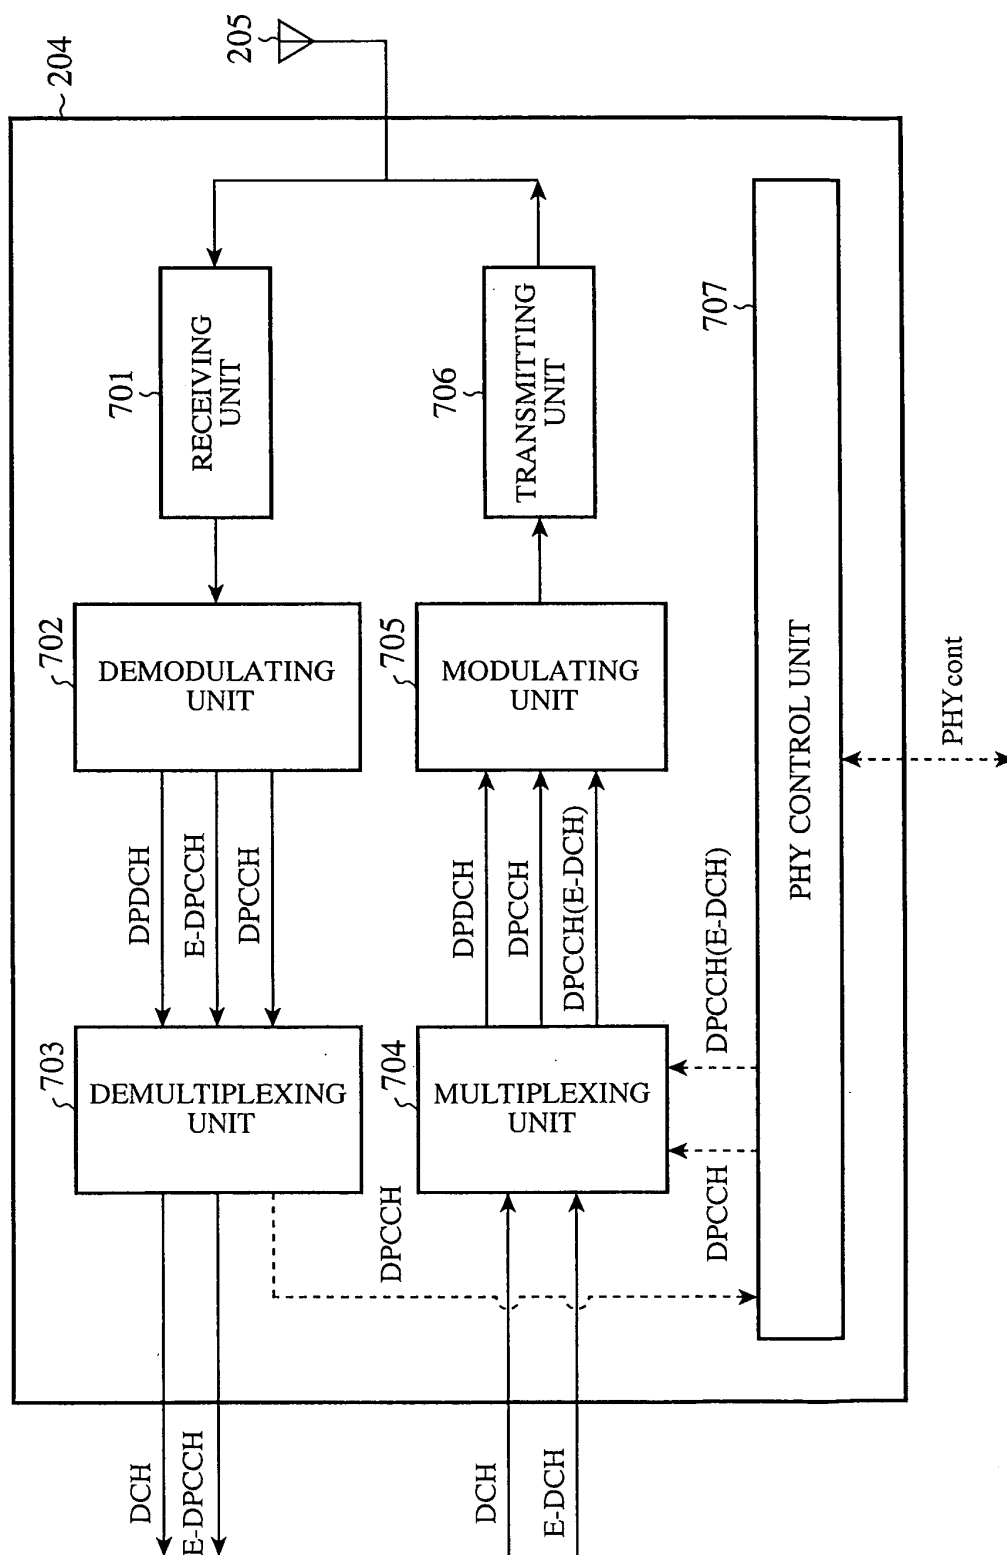 204
205
701
RECEIVING
UNIT
706
TRANSMITTING
UNIT
707
702
DEMODULATING
UNIT
705
MODULATING
UNIT
PHY CONTROL UNIT
PHYcont
DPDCH
E-DPCCH
DPCCH
DPDCH
DPCCH
DPCCH(E-DCH)
DPCCH(E-DCH)
703
DEMULTIPLEXING
UNIT
704
MULTIPLEXING
UNIT
DPCCH
DPCCH
DCH
E-DPCCH
DCH
E-DCH